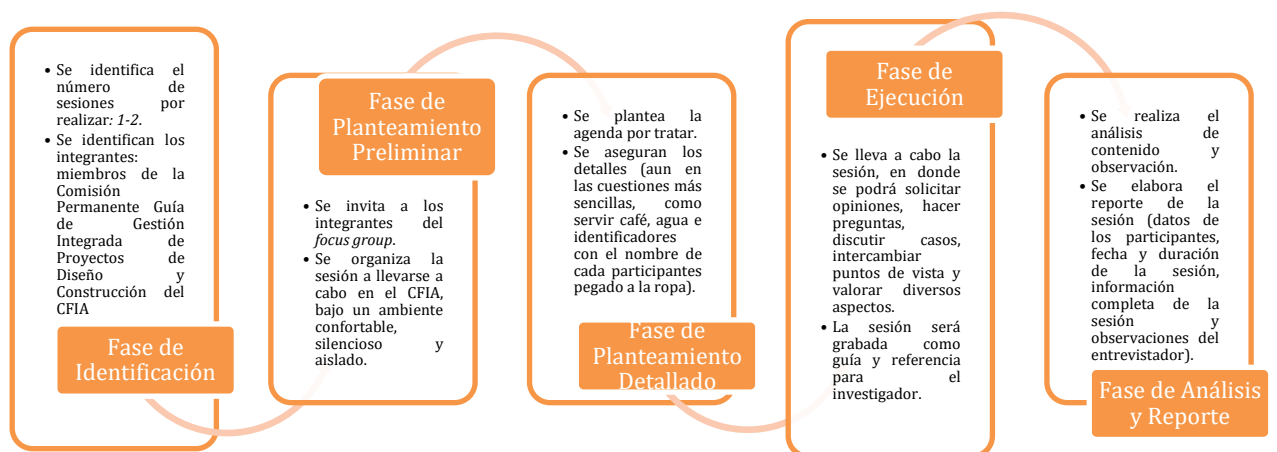 • Se identifica el
número de
sesiones por
realizar: 1-2.
• Se identifican los
integrantes:
miembros de la
Comisión
Permanente Guía
de Gestión
Integrada de
Proyectos de
Diseño y
Construcción del
CFIA
Fase de
Identificación
Fase de
Planteamiento
Preliminar
• Se invita a los
integrantes del
focus group.
• Se organiza la
sesión a llevarse a
cabo en el CFIA,
bajo un ambiente
confortable,
silencioso y
aislado.
• Se plantea la
agenda por tratar.
• Se aseguran los
detalles (aun en
las cuestiones más
sencillas, como
servir café, agua e
identificadores
con el nombre de
cada participantes
pegado a la ropa).
Fase de
Planteamiento
Detallado
Fase de
Ejecución
• Se lleva a cabo la
sesión, en donde
se podrá solicitar
opiniones, hacer
preguntas,
discutir casos,
intercambiar
puntos de vista y
valorar diversos
aspectos.
• La sesión será
grabada como
guía y referencia
para el
investigador.
• Se realiza el
análisis de
contenido y
observación.
• Se elabora el
reporte de la
sesión (datos de
los participantes,
fecha y duración
de la sesión,
información
completa de la
sesión y
observaciones del
entrevistador).
Fase de Análisis
y Reporte